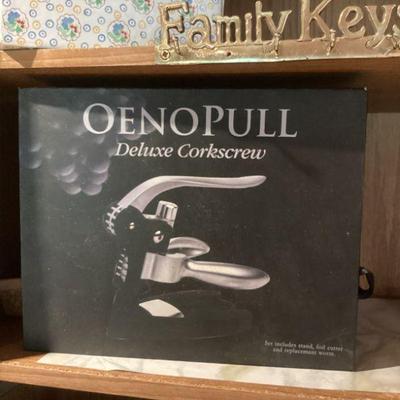 Family Keys
OENOPULL
Deluxe Corkscrew
Set includes stand, foil cutter
and replacement worm.